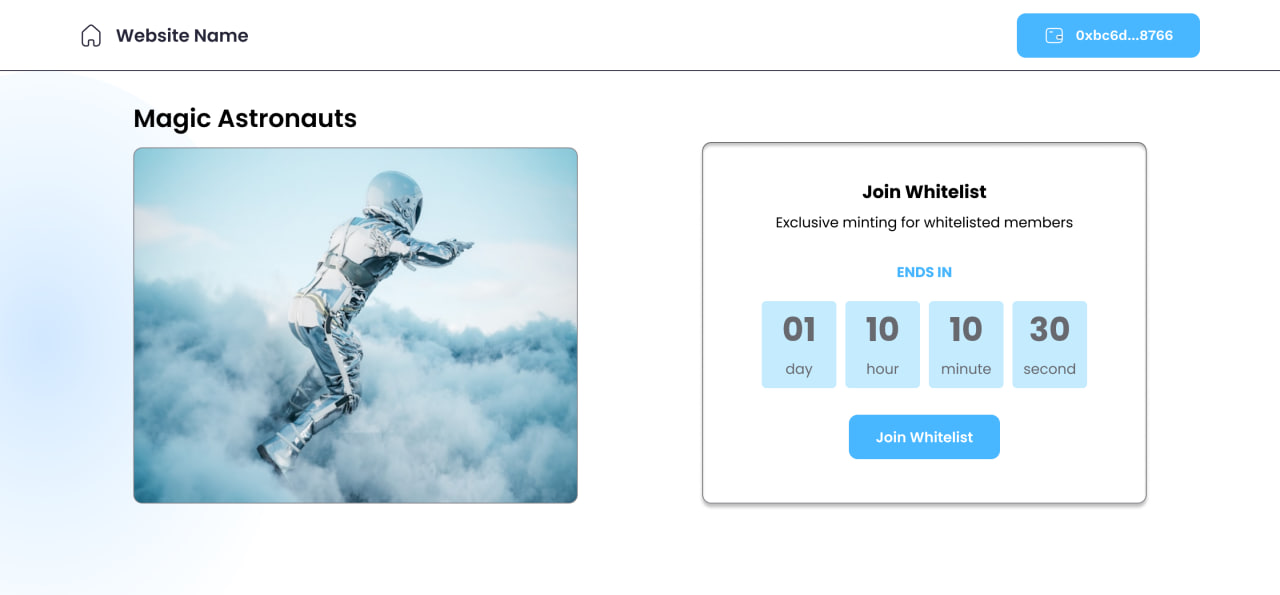 Website Name
0xbc6d...8766
Magic Astronauts
Join Whitelist
Exclusive minting for whitelisted members
ENDS IN
01 10 10 30
day hour minute second
Join Whitelist